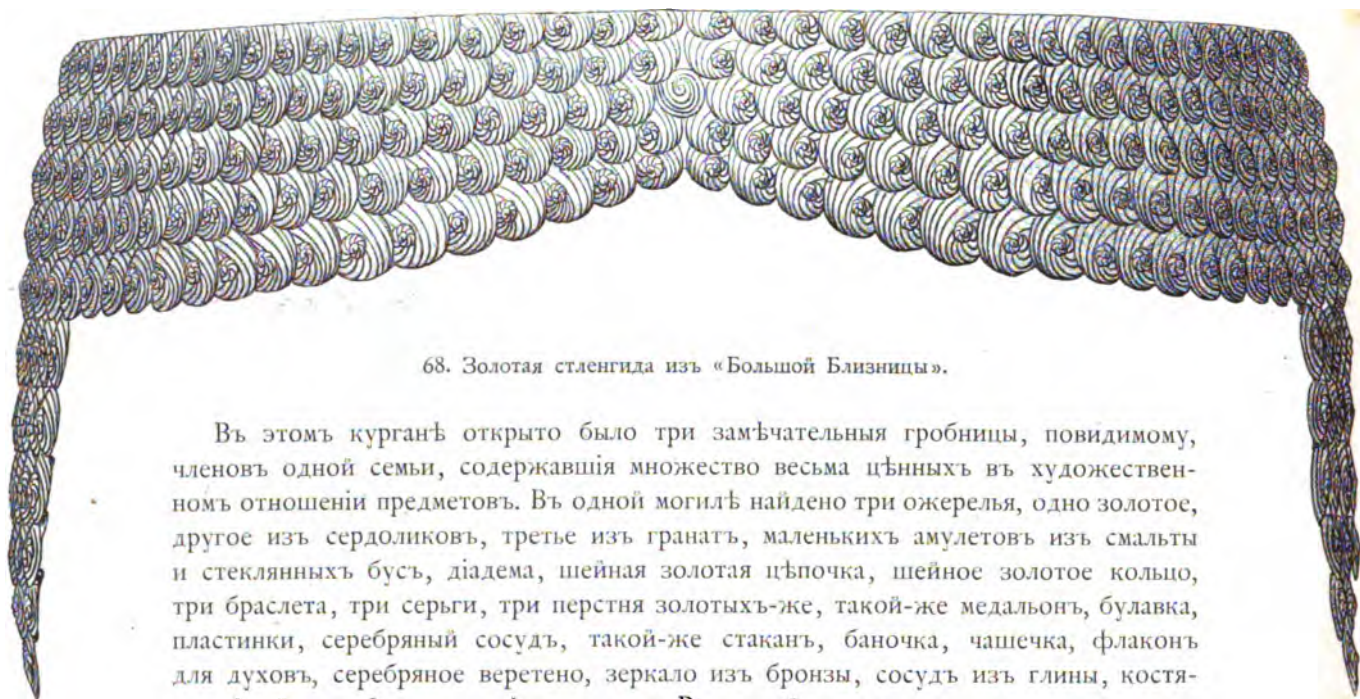 68. Золотая стленгида изъ «Большой Близницы».
Въ этомъ курганѣ открыто было три замѣчательныя гробницы, повидимому,
членовъ одной семьи, содержавшія множество весьма цѣнныхъ въ художествен-
номъ отношеніи предметовъ. Въ одной могилѣ найдено три ожерелья, одно золотое,
другое изъ сердоликовъ, третье изъ гранатъ, маленькихъ амулетовъ изъ смальты
и стеклянныхъ бусъ, діадема, шейная золотая цѣпочка, шейное золотое кольцо,
три браслета, три серьги, три перстня золотыхъ-же, такой-же медальонъ, булавка,
пластинки, серебряный сосудъ, такой-же стаканъ, баночка, чашечка, флаконъ
для духовъ, серебряное веретено, зеркало изъ бронзы, сосудъ изъ глины, костя-